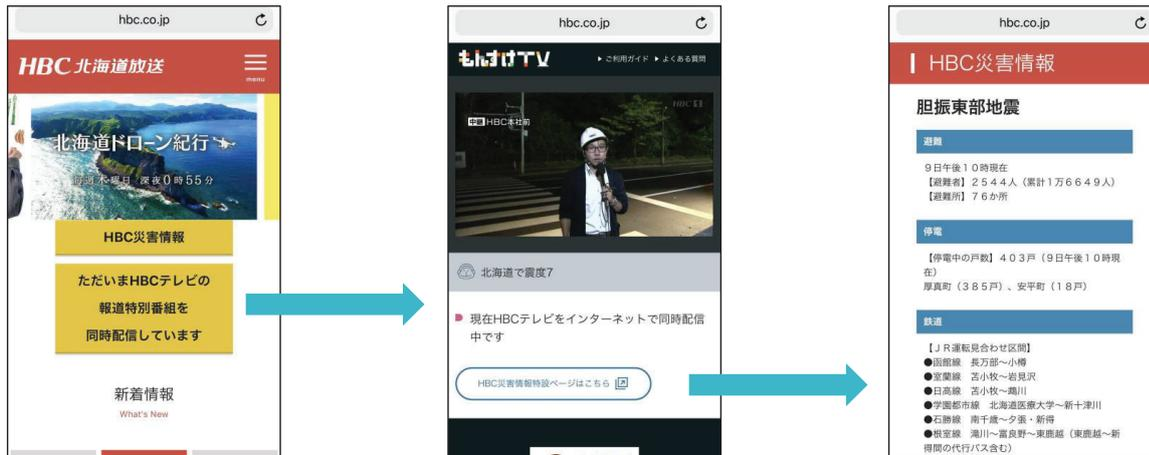 hbc.co.jp
HBC北海道放送
menu
北海道ドローン紀行
毎週木曜日 深夜0時55分
HBC災害情報
ただいまHBCテレビの
報道特別番組を
同時配信しています
新着情報
What's New
hbc.co.jp
もんすけTV
ご利用ガイド
よくある質問
HBC
中継 HBC本社前
北海道で震度7
現在HBCテレビをインターネットで同時配信
中です
HBC災害情報特設ページはこちら
hbc.co.jp
HBC災害情報
胆振東部地震
避難
9日午後10時現在
【避難者】2544人（累計1万6649人）
【避難所】76か所
停電
【停電中の戸数】403戸（9日午後10時現
在）
厚真町（385戸）、安平町（18戸）
鉄道
【JR運転見合わせ区間】
●函館線 長万部～小樽
●室蘭線 苫小牧～岩見沢
●日高線 苫小牧～鵡川
●学園都市線 北海道医療大学～新十津川
●石勝線 南千歳～夕張・新得
●根室線 滝川～富良野～東鹿越（東鹿越～新
得間の代行バス含む）